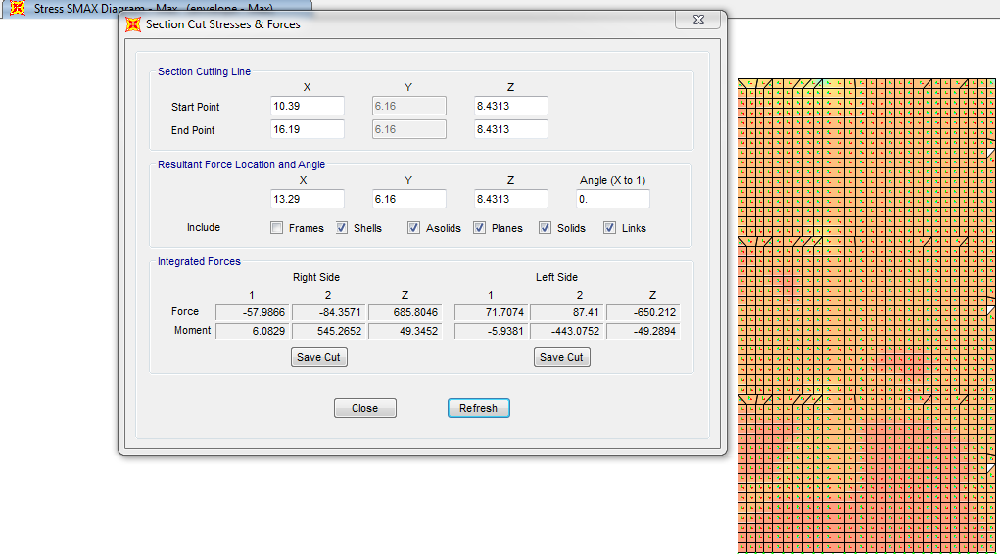 Stress SMAX Diagram - Max (envelope - Max)
Section Cut Stresses & Forces
Section Cutting Line
X Y Z
Start Point 10.39 6.16 8.4313
End Point 16.19 6.16 8.4313
Resultant Force Location and Angle
X Y Z Angle (X to 1)
13.29 6.16 8.4313 0.
Include Frames Shells Asolids Planes Solids Links
Integrated Forces
Right Side Left Side
1 2 Z 1 2 Z
Force -57.9866 -84.3571 685.8046 71.7074 87.41 -650.212
Moment 6.0829 545.2652 49.3452 -5.9381 -443.0752 -49.2894
Save Cut Save Cut
Close Refresh